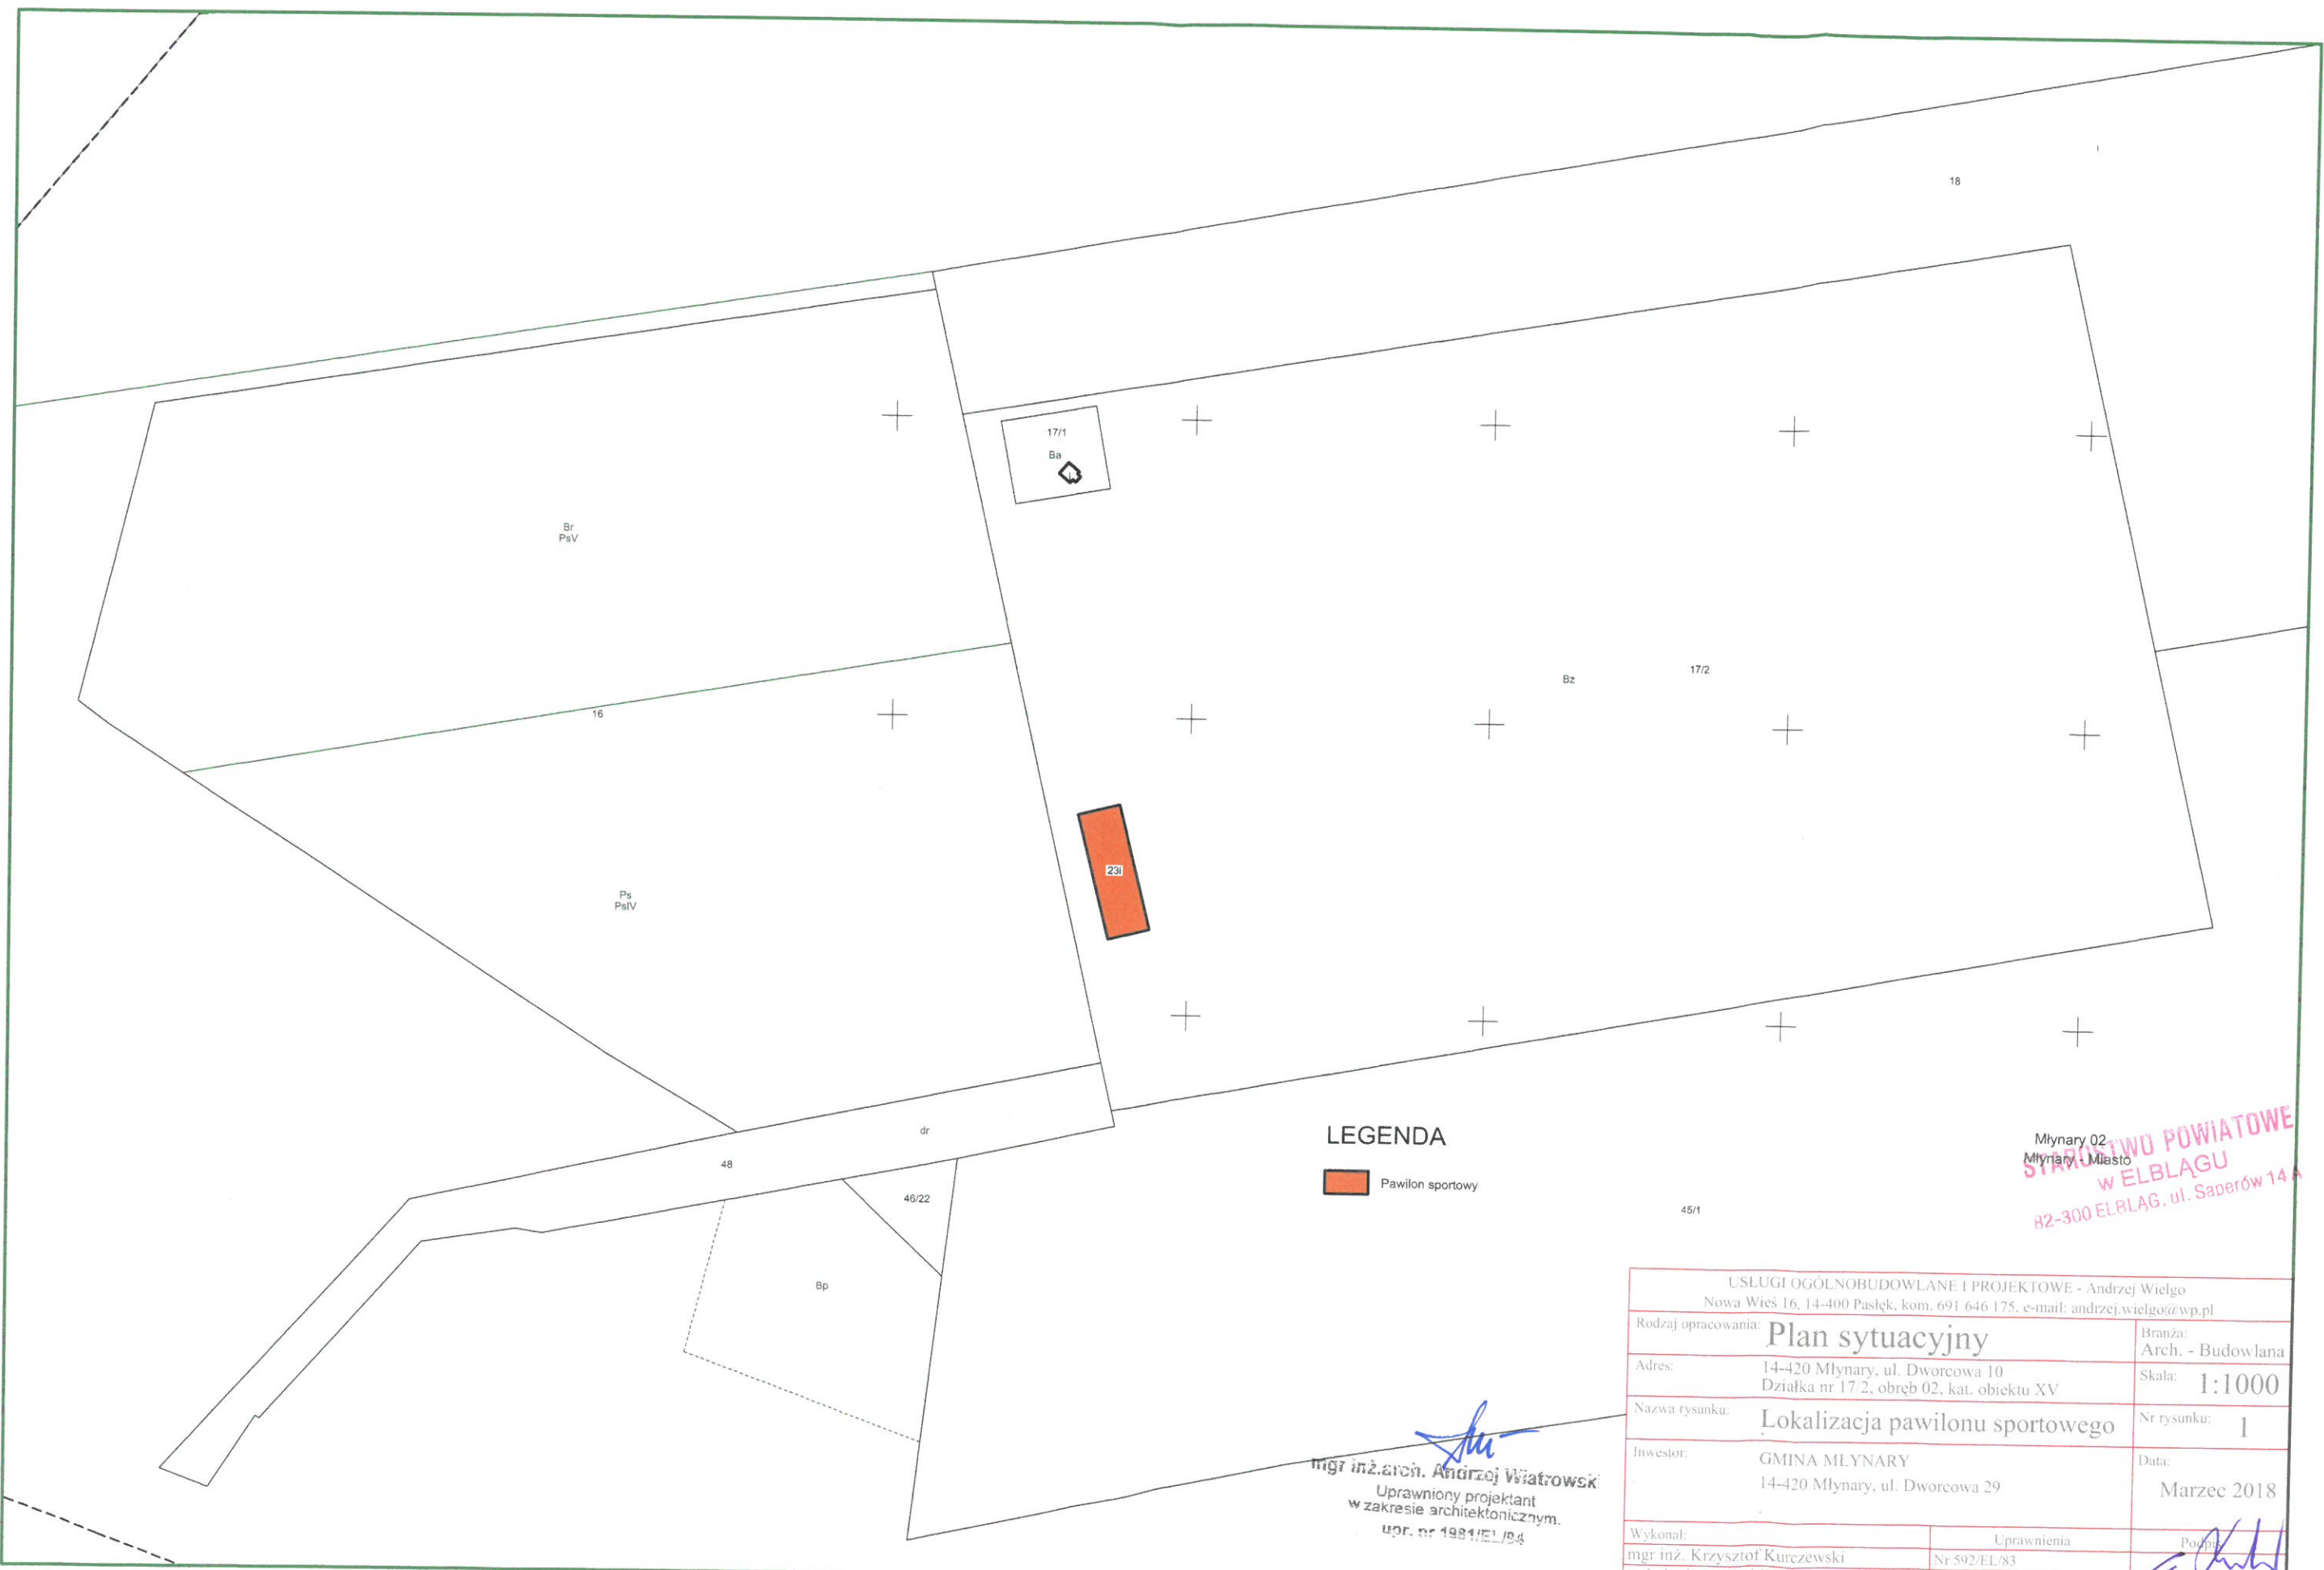 18
17/1
Ba
Br
PsV
Bz
17/2
16
23i
Ps
PsIV
dr
48
46/22
Bp
LEGENDA
Pawilon sportowy
45/1
Młynary 02
Młynary - Miasto
STAROSTWO POWIATOWE
w ELBLĄGU
82-300 ELBLĄG, ul. Saperów 14 A
mgr inż.arch. Andrzej Wiatrowski
Uprawniony projektant
w zakresie architektonicznym.
upr. nr 1981/EL/94
USŁUGI OGÓLNOBUDOWLANE I PROJEKTOWE - Andrzej Wielgo
Nowa Wieś 16, 14-400 Pasłęk, kom. 691 646 175, e-mail: andrzej.wielgo@wp.pl
Rodzaj opracowania: Plan sytuacyjny
Branża:
Arch. - Budowlana
Adres: 14-420 Młynary, ul. Dworcowa 10
Działka nr 17/2, obręb 02, kat. obiektu XV
Skala: 1:1000
Nazwa rysunku: Lokalizacja pawilonu sportowego
Nr rysunku: 1
Inwestor: GMINA MŁYNARY
14-420 Młynary, ul. Dworcowa 29
Data:
Marzec 2018
Wykonał: Uprawnienia Podpis
mgr inż. Krzysztof Kurczewski Nr 592/EL/83